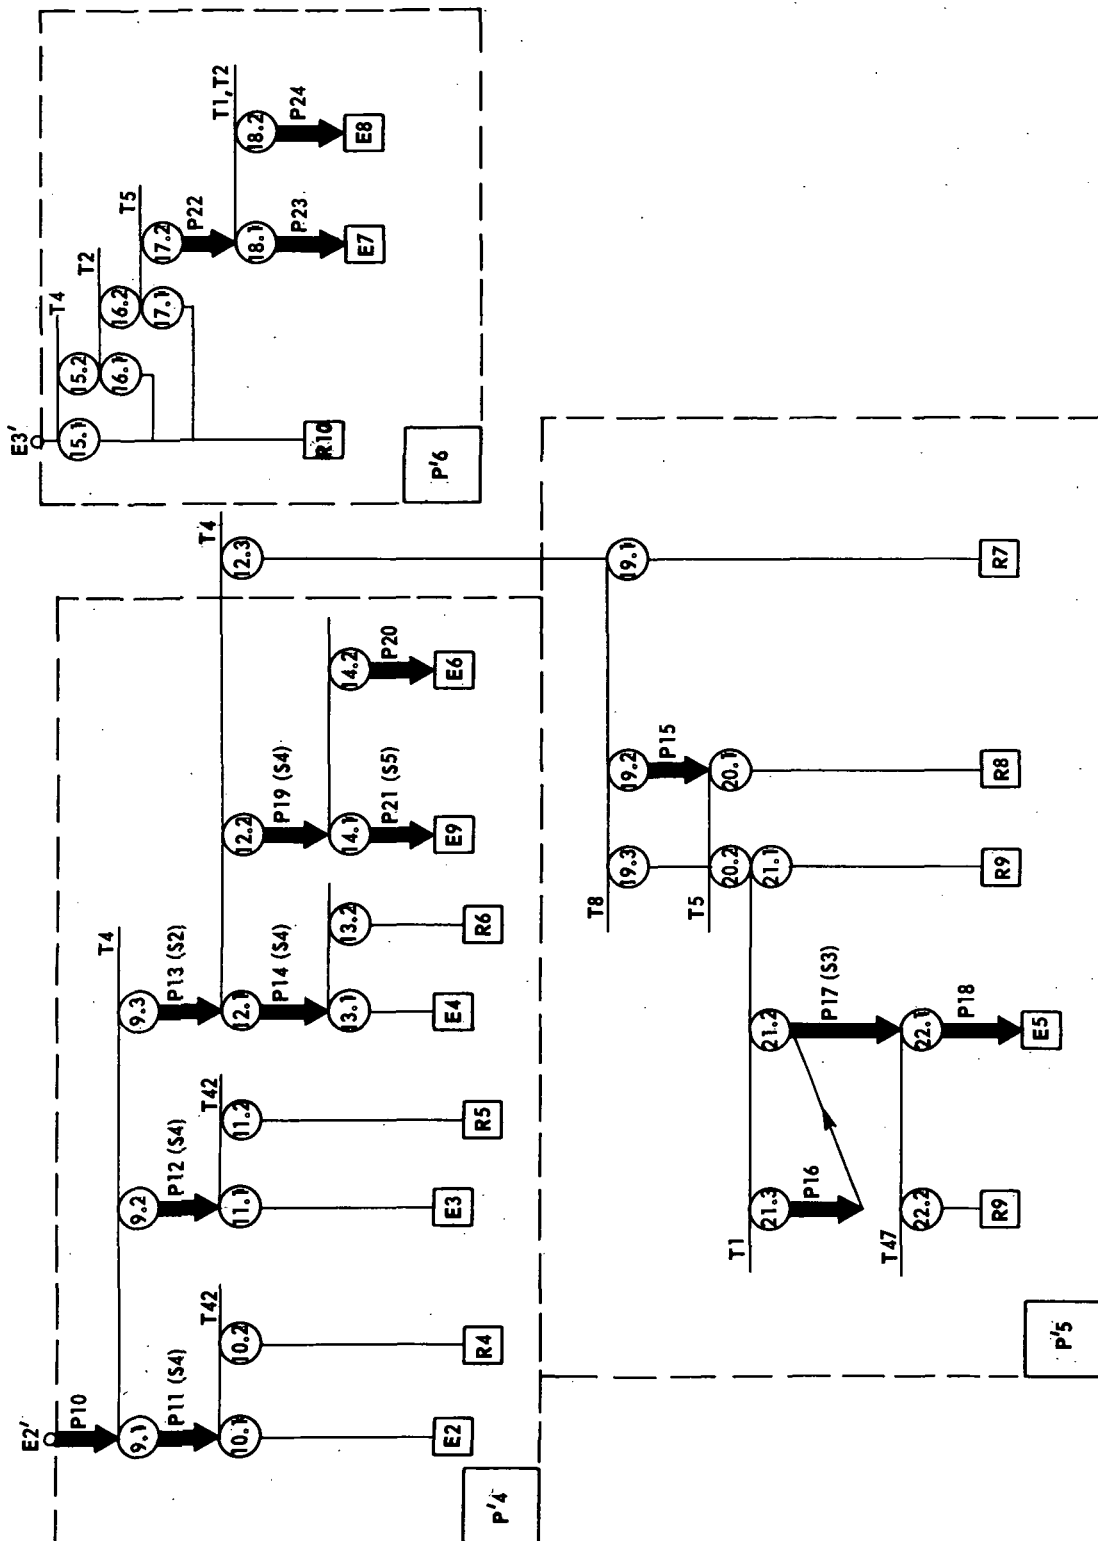 E3'
T4
15.1
15.2
T2
16.1
16.2
T5
17.1
17.2
P22
T1, T2
18.1
18.2
P23
P24
E7
E8
R10
P'6
E2'
P10
T4
9.1
9.2
9.3
P11 (S4)
P12 (S4)
P13 (S2)
T42
T42
T4
10.1
10.2
11.1
11.2
12.1
12.2
12.3
P14 (S4)
P19 (S4)
13.1
13.2
14.1
14.2
P21 (S5)
P20
E2
R4
E3
R5
E4
R6
E9
E6
P'4
T8
19.3
19.2
19.1
P15
T5
20.2
20.1
21.1
T1
21.3
21.2
P16
P17 (S3)
T47
22.2
22.1
P18
R9
E5
R9
R8
R7
P'5